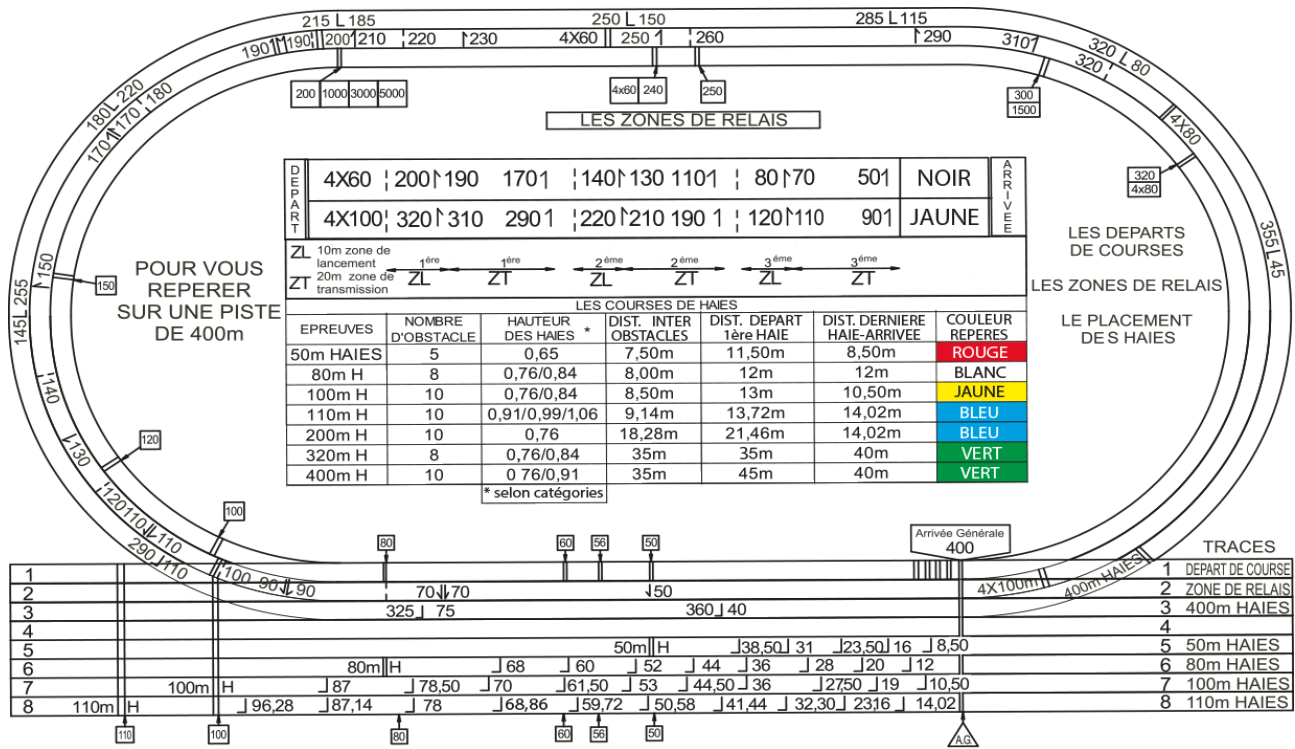 215 L 185
250 L 150
285 L 115
190 190 200 210 220 230 4X60 250 260 290 310
320 L 80
320
200 1000 3000 5000
4x60 240
250
300
1500
180 L 220
180
170 170
4X80
320
4x80
LES ZONES DE RELAIS
DEPART
4X60 200 190 170 140 130 110 80 70 50 NOIR
4X100 320 310 290 220 210 190 120 110 90 JAUNE
ARRIVEE
ZL 10m zone de
lancement
ZT 20m zone de
transmission
1ére 1ére 2éme 2éme 3éme 3éme
ZL ZT ZL ZT ZL ZT
355 L 45
LES DEPARTS
DE COURSES
LES ZONES DE RELAIS
LE PLACEMENT
DES HAIES
145 L 255
150
150
POUR VOUS
REPERER
SUR UNE PISTE
DE 400m
LES COURSES DE HAIES
EPREUVES NOMBRE D'OBSTACLE HAUTEUR DES HAIES * DIST. INTER OBSTACLES DIST. DEPART 1ère HAIE DIST. DERNIERE HAIE-ARRIVEE COULEUR REPERES
50m HAIES 5 0,65 7,50m 11,50m 8,50m ROUGE
80m H 8 0,76/0,84 8,00m 12m 12m BLANC
100m H 10 0,76/0,84 8,50m 13m 10,50m JAUNE
110m H 10 0,91/0,99/1,06 9,14m 13,72m 14,02m BLEU
200m H 10 0,76 18,28m 21,46m 14,02m BLEU
320m H 8 0,76/0,84 35m 35m 40m VERT
400m H 10 0 76/0,91 35m 45m 40m VERT
* selon catégories
140
130
120
120
110
110
290 110
100
80
60
56
50
Arrivée Générale
400
TRACES
1 100 90 90 1 DEPART DE COURSE
2 70 70 50 4X100m 400m HAIES 2 ZONE DE RELAIS
3 325 75 360 40 3 400m HAIES
4 4
5 50m H 38,50 31 23,50 16 8,50 5 50m HAIES
6 80m H 68 60 52 44 36 28 20 12 6 80m HAIES
7 100m H 87 78,50 70 61,50 53 44,50 36 2750 19 10,50 7 100m HAIES
8 110m H 96,28 87,14 78 68,86 59,72 50,58 41,44 32,30 2316 14,02 8 110m HAIES
110 100 80 60 56 50 A.G.